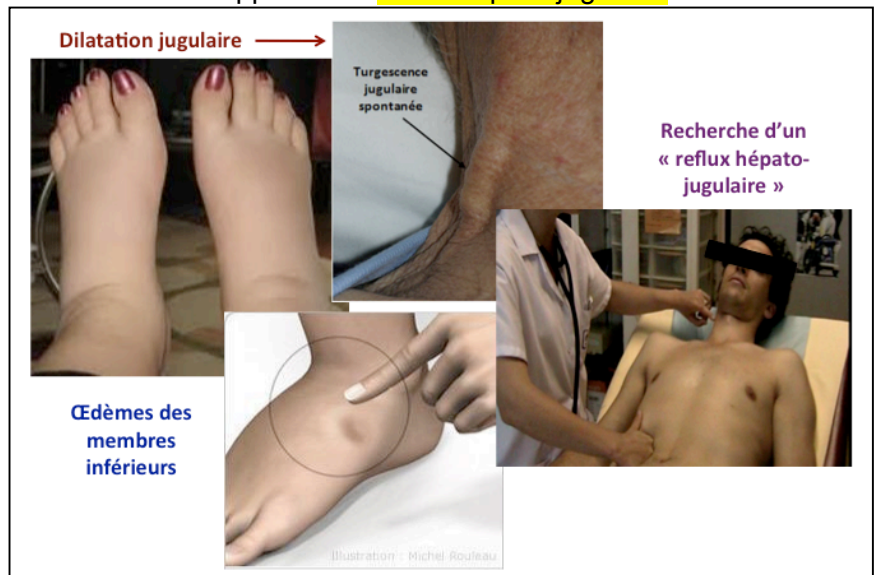 Dilatation jugulaire
Turgescence
jugulaire
spontanée
Recherche d’un
« reflux hépato-
jugulaire »
Œdèmes des
membres
inférieurs
Illustration : Michel Rouleau